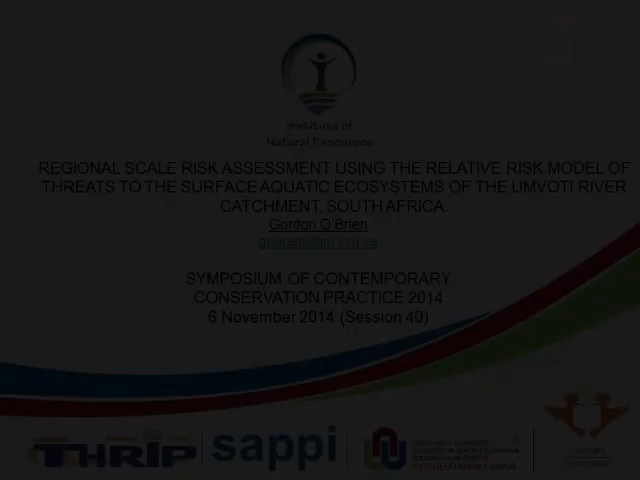 Institute of
Natural Resources
REGIONAL SCALE RISK ASSESSMENT USING THE RELATIVE RISK MODEL OF
THREATS TO THE SURFACE AQUATIC ECOSYSTEMS OF THE UMVOTI RIVER
CATCHMENT, SOUTH AFRICA.
Gordon O'Brien
SYMPOSIUM OF CONTEMPORARY
CONSERVATION PRACTICE 2014
6 November 2014 (Session 40)
THRIP
sappi